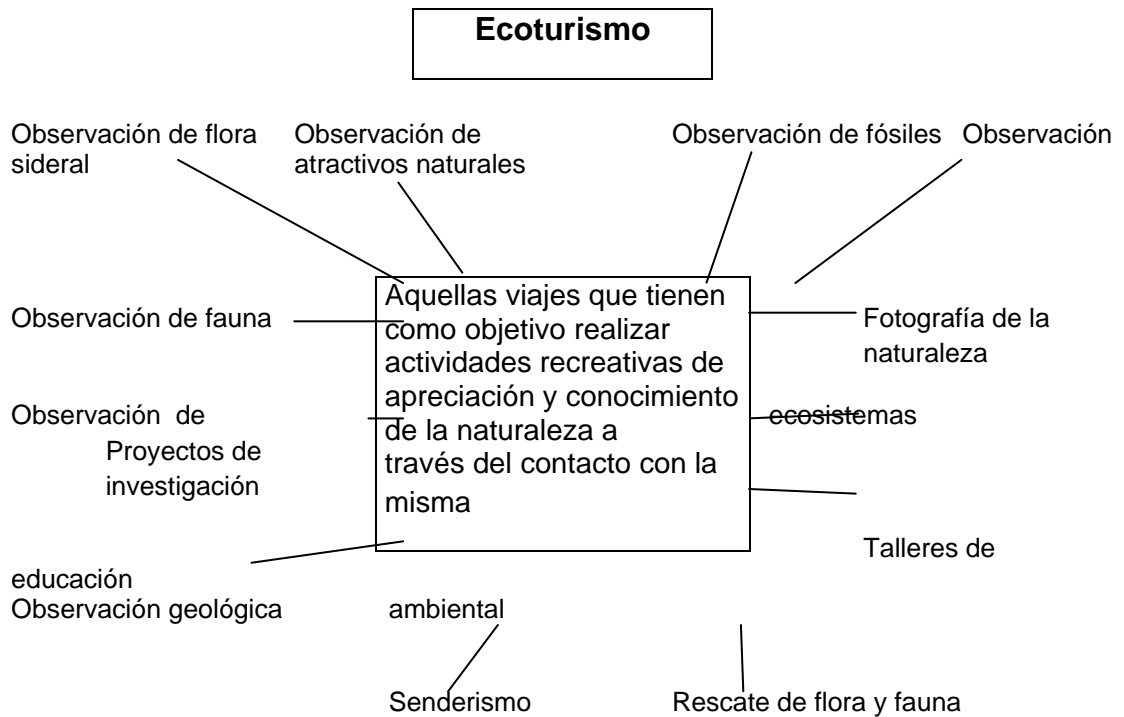 Ecoturismo
Observación de flora Observación de Observación de fósiles Observación
sideral atractivos naturales
Aquellas viajes que tienen
Observación de fauna como objetivo realizar Fotografía de la
actividades recreativas de naturaleza
apreciación y conocimiento
Observación de de la naturaleza a ecosistemas
Proyectos de través del contacto con la
investigación misma
Talleres de
educación
Observación geológica ambiental
Senderismo Rescate de flora y fauna